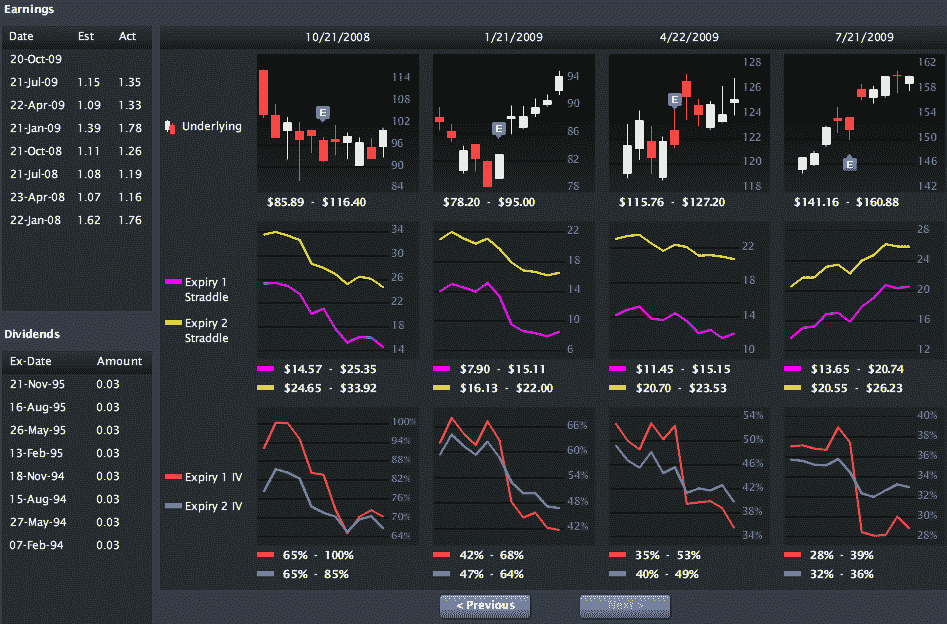 Earnings
Date Est Act
20-Oct-09
21-Jul-09 1.15 1.35
22-Apr-09 1.09 1.33
21-Jan-09 1.39 1.78
21-Oct-08 1.11 1.26
21-Jul-08 1.08 1.19
23-Apr-08 1.07 1.16
22-Jan-08 1.62 1.76
Dividends
Ex-Date Amount
21-Nov-95 0.03
16-Aug-95 0.03
26-May-95 0.03
13-Feb-95 0.03
18-Nov-94 0.03
15-Aug-94 0.03
27-May-94 0.03
07-Feb-94 0.03
10/21/2008 1/21/2009 4/22/2009 7/21/2009
Underlying
E
114
108
102
96
90
84
E
94
90
86
82
78
E
128
126
124
122
120
118
E
162
158
154
150
146
142
$85.89 - $116.40 $78.20 - $95.00 $115.76 - $127.20 $141.16 - $160.88
Expiry 1
Straddle
Expiry 2
Straddle
34
30
26
22
18
14
22
18
14
10
6
22
18
14
10
28
24
20
16
12
$14.57 - $25.35 $7.90 - $15.11 $11.45 - $15.15 $13.65 - $20.74
$24.65 - $33.92 $16.13 - $22.00 $20.70 - $23.53 $20.55 - $26.23
Expiry 1 IV
Expiry 2 IV
100%
94%
88%
82%
76%
70%
64%
66%
60%
54%
48%
42%
54%
50%
46%
42%
38%
34%
40%
38%
36%
34%
32%
30%
28%
65% - 100% 42% - 68% 35% - 53% 28% - 39%
65% - 85% 47% - 64% 40% - 49% 32% - 36%
< Previous Next >